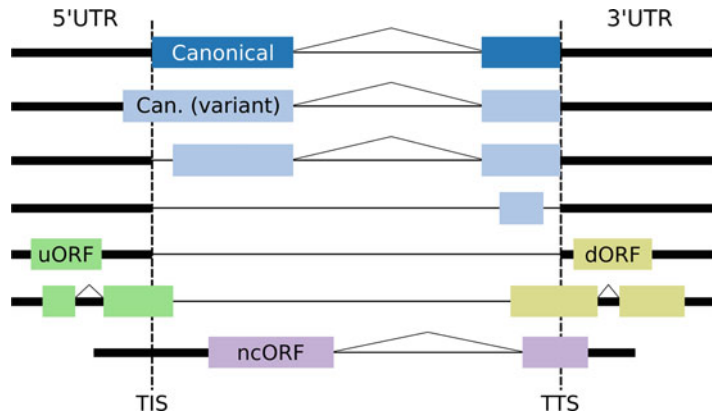 5'UTR 3'UTR
Canonical
Can. (variant)
uORF dORF
ncORF
TIS TTS